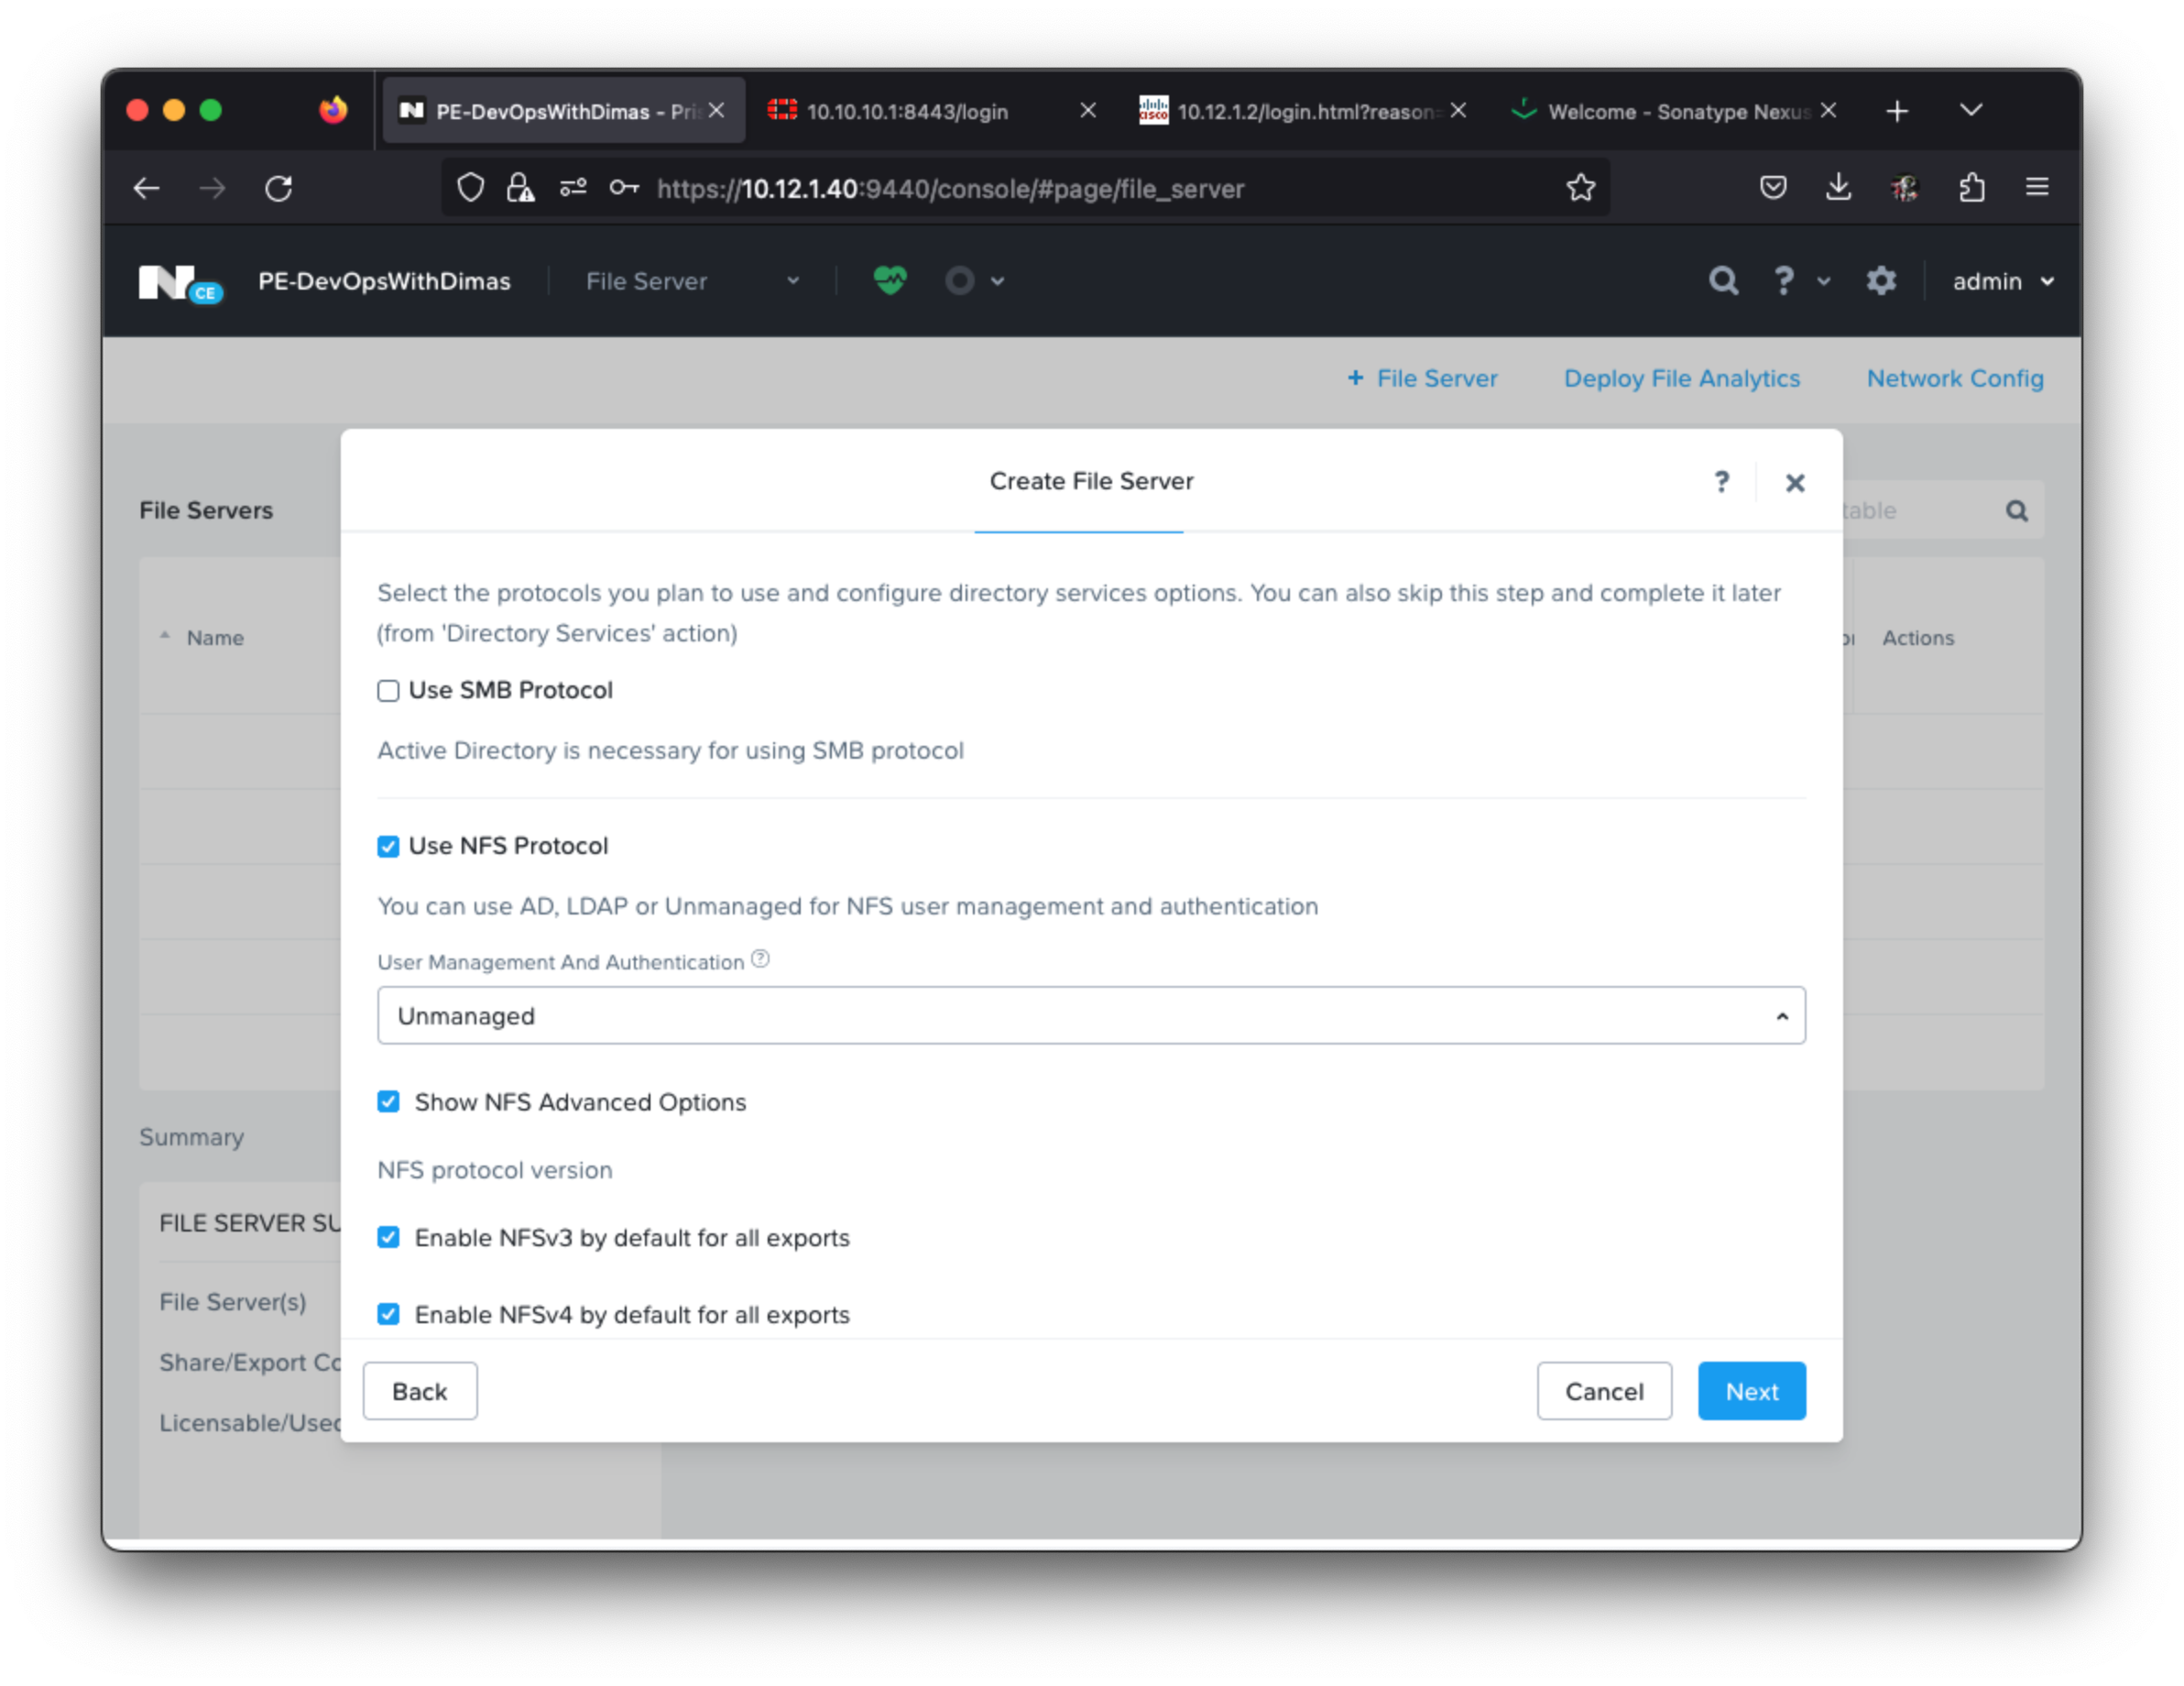 PE-DevOpsWithDimas – Pris
10.10.10.1:8443/login
10.12.1.2/login.html?reason=
Welcome - Sonatype Nexus
https://10.12.1.40:9440/console/#page/file_server
N CE
PE-DevOpsWithDimas
File Server
?
admin
+ File Server
Deploy File Analytics
Network Config
Create File Server
?
File Servers
table
Name
Actions
Select the protocols you plan to use and configure directory services options. You can also skip this step and complete it later
(from 'Directory Services' action)
Use SMB Protocol
Active Directory is necessary for using SMB protocol
Use NFS Protocol
You can use AD, LDAP or Unmanaged for NFS user management and authentication
User Management And Authentication ?
Unmanaged
Show NFS Advanced Options
NFS protocol version
Enable NFSv3 by default for all exports
Enable NFSv4 by default for all exports
Summary
FILE SERVER SU
File Server(s)
Share/Export Co
Licensable/Used
Back
Cancel
Next